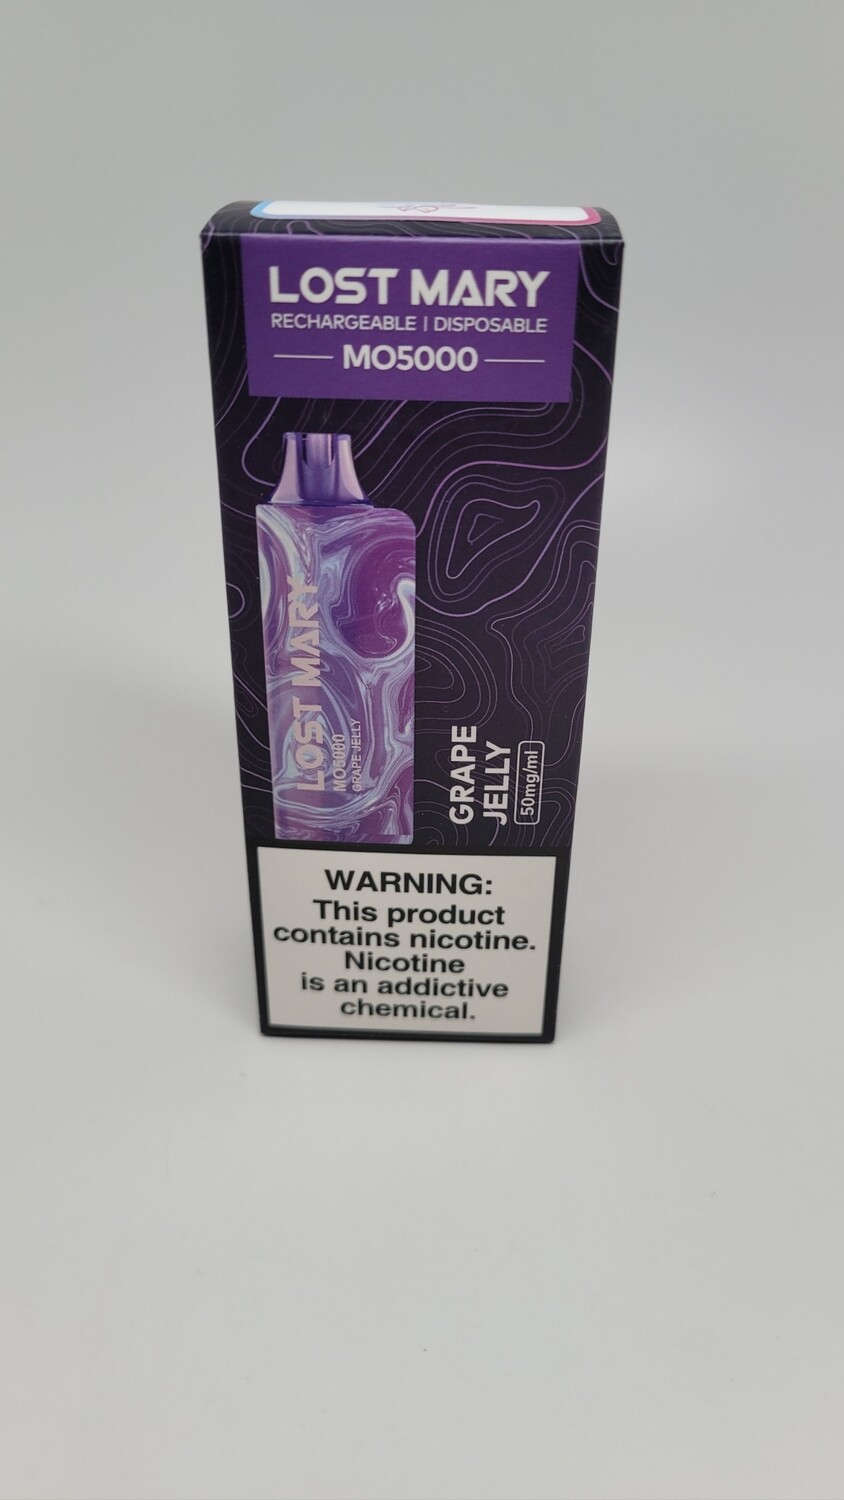 LOST MARY
RECHARGEABLE | DISPOSABLE
MO5000
LOST MARY
MO5000
GRAPE JELLY
GRAPE
JELLY
50mg/ml
WARNING:
This product
contains nicotine.
Nicotine
is an addictive
chemical.